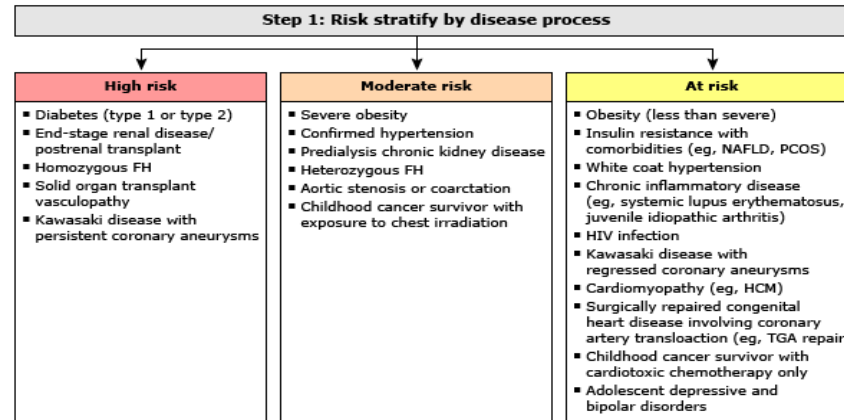 Step 1: Risk stratify by disease process
High risk
▪ Diabetes (type 1 or type 2)
▪ End-stage renal disease/
postrenal transplant
▪ Homozygous FH
▪ Solid organ transplant
vasculopathy
▪ Kawasaki disease with
persistent coronary aneurysms
Moderate risk
▪ Severe obesity
▪ Confirmed hypertension
▪ Predialysis chronic kidney disease
▪ Heterozygous FH
▪ Aortic stenosis or coarctation
▪ Childhood cancer survivor with
exposure to chest irradiation
At risk
▪ Obesity (less than severe)
▪ Insulin resistance with
comorbidities (eg, NAFLD, PCOS)
▪ White coat hypertension
▪ Chronic inflammatory disease
(eg, systemic lupus erythematosus,
juvenile idiopathic arthritis)
▪ HIV infection
▪ Kawasaki disease with
regressed coronary aneurysms
▪ Cardiomyopathy (eg, HCM)
▪ Surgically repaired congenital
heart disease involving coronary
artery transloaction (eg, TGA repair
▪ Childhood cancer survivor with
cardiotoxic chemotherapy only
▪ Adolescent depressive and
bipolar disorders